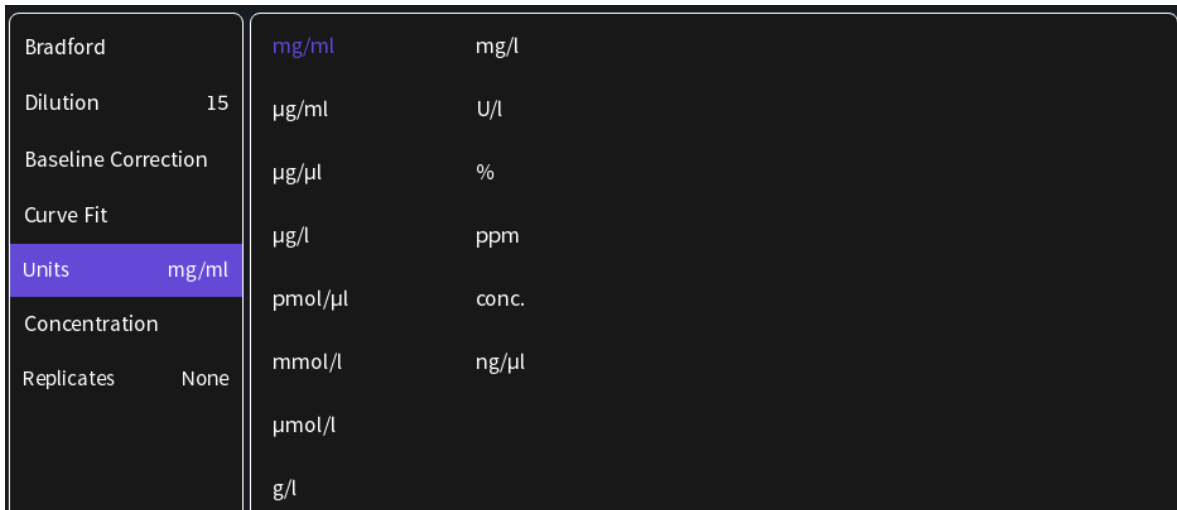 Bradford
Dilution 15
Baseline Correction
Curve Fit
Units mg/ml
Concentration
Replicates None
mg/ml
µg/ml
µg/µl
µg/l
pmol/µl
mmol/l
µmol/l
g/l
mg/l
U/l
%
ppm
conc.
ng/µl